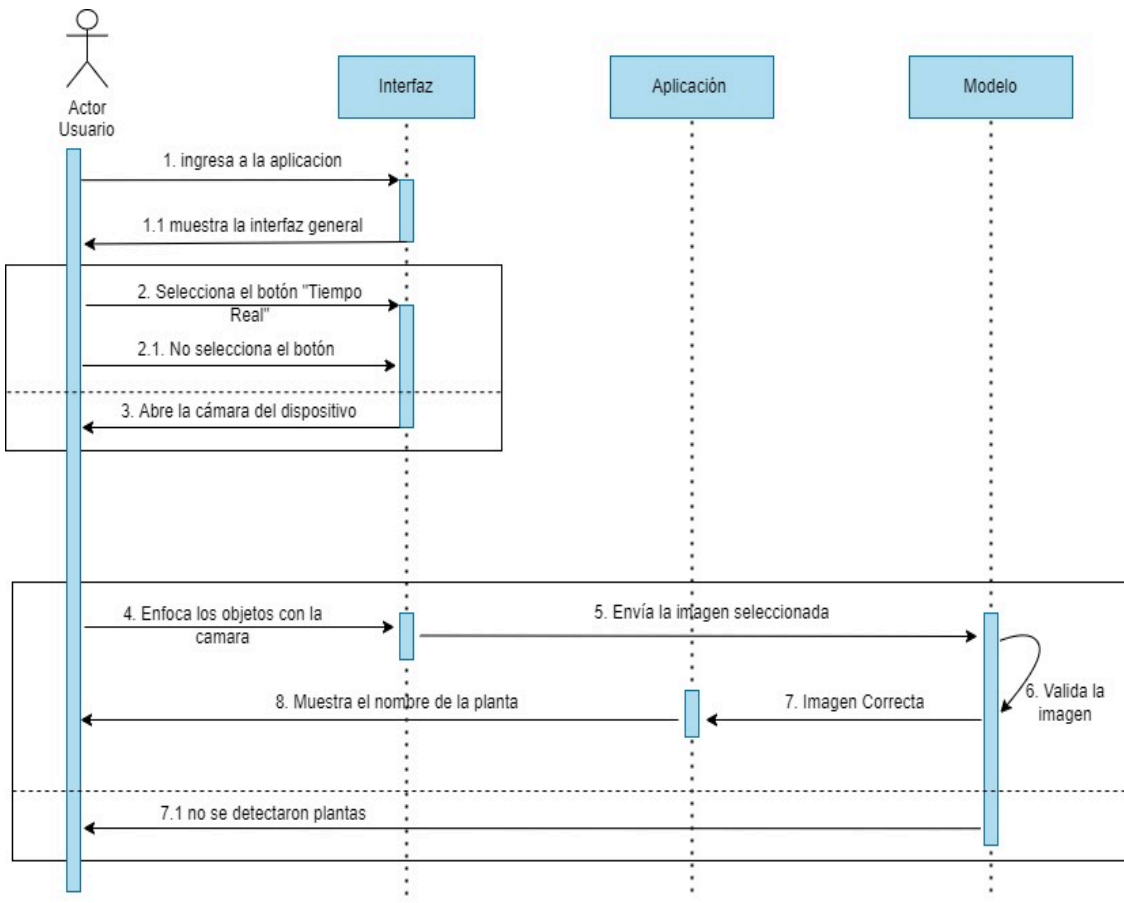 Actor
Usuario
Interfaz
Aplicación
Modelo
1. ingresa a la aplicacion
1.1 muestra la interfaz general
2. Selecciona el botón "Tiempo
Real"
2.1. No selecciona el botón
3. Abre la cámara del dispositivo
4. Enfoca los objetos con la
camara
5. Envía la imagen seleccionada
6. Valida la
imagen
7. Imagen Correcta
8. Muestra el nombre de la planta
7.1 no se detectaron plantas